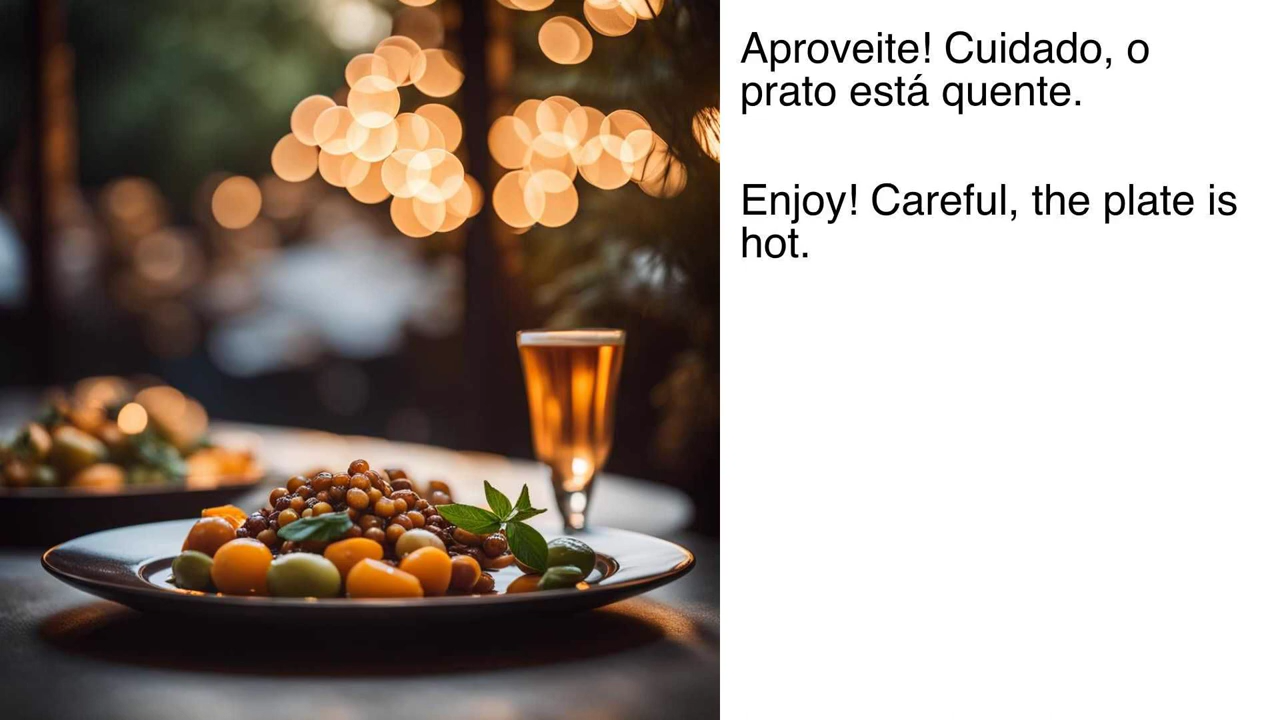 Aproveite! Cuidado, o
prato está quente.
Enjoy! Careful, the plate is
hot.